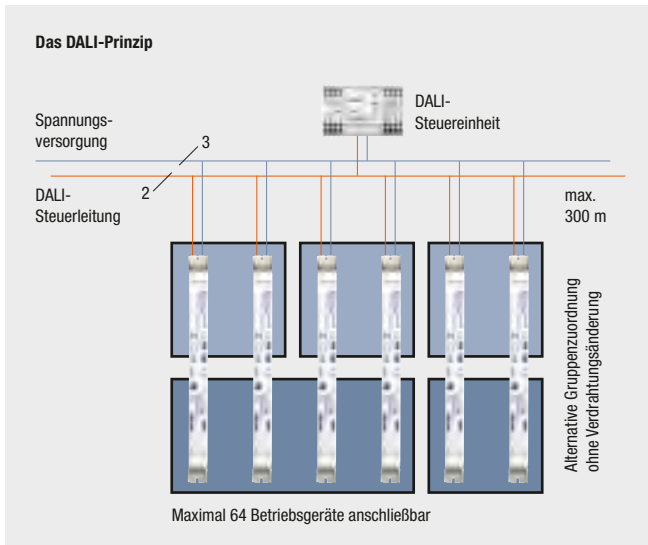 Das DALI-Prinzip
DALI-
Steuereinheit
Spannungs-
versorgung
3
2
DALI-
Steuerleitung
max.
300 m
Alternative Gruppenzuordnung
ohne Verdrahtungsänderung
Maximal 64 Betriebsgeräte anschließbar